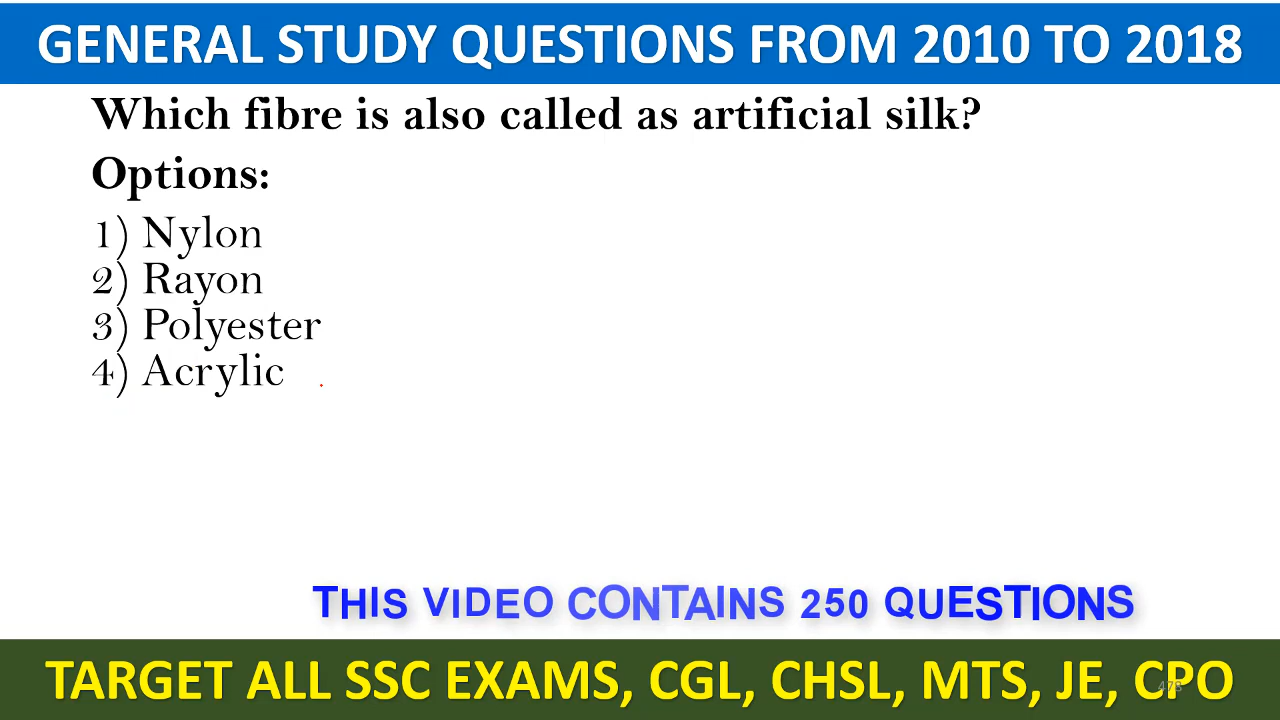 GENERAL STUDY QUESTIONS FROM 2010 TO 2018
Which fibre is also called as artificial silk?
Options:
1) Nylon
2) Rayon
3) Polyester
4) Acrylic
THIS VIDEO CONTAINS 250 QUESTIONS
TARGET ALL SSC EXAMS, CGL, CHSL, MTS, JE, CPO